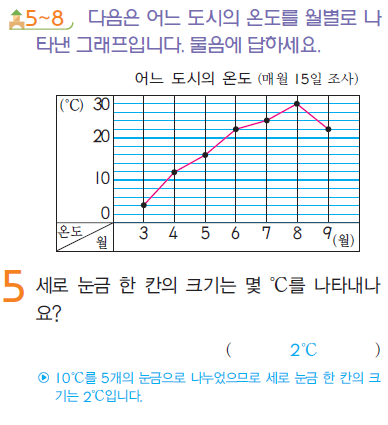 5~8 다음은 어느 도시의 온도를 월별로 나
타낸 그래프입니다. 물음에 답하세요.
어느 도시의 온도 (매월 15일 조사)
(℃) 30
20
10
0
온도
월
3 4 5 6 7 8 9 (월)
5 세로 눈금 한 칸의 크기는 몇 ℃를 나타내나
요?
( 2℃ )
▶ 10℃를 5개의 눈금으로 나누었으므로 세로 눈금 한 칸의 크
기는 2℃입니다.